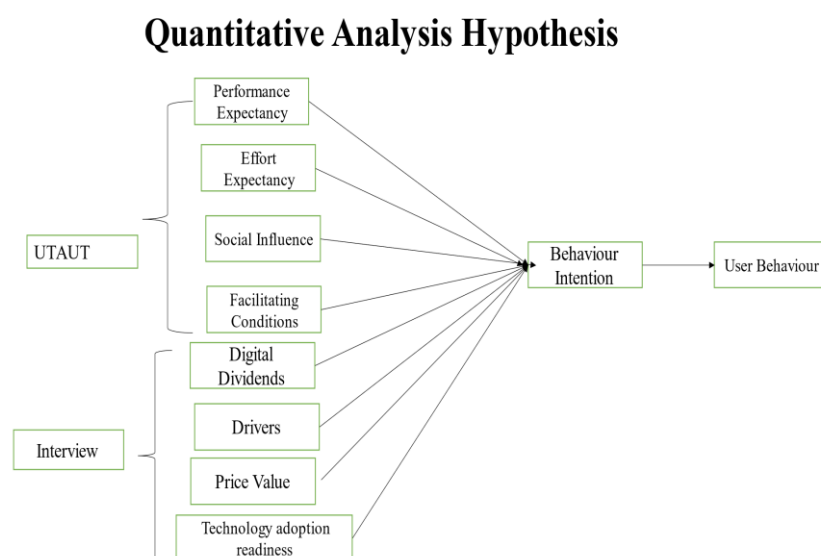 Quantitative Analysis Hypothesis
Performance
Expectancy
Effort
Expectancy
Social Influence
UTAUT
Facilitating
Conditions
Behaviour
Intention
User Behaviour
Digital
Dividends
Drivers
Interview
Price Value
Technology adoption
readiness